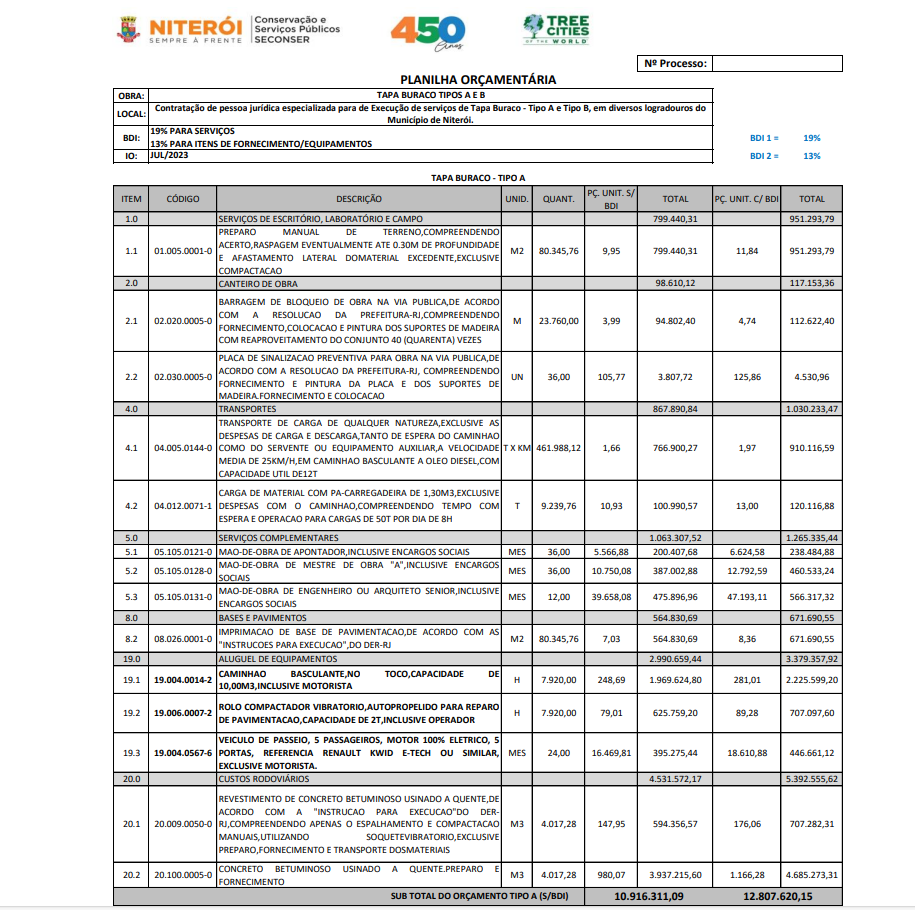 NITERÓI
SEMPRE À FRENTE
Conservação e
Serviços Públicos
SECONSER
450
Anos
TREE
CITIES
OF THE WORLD
Nº Processo:
PLANILHA ORÇAMENTÁRIA
OBRA: TAPA BURACO TIPOS A E B
LOCAL: Contratação de pessoa jurídica especializada para de Execução de serviços de Tapa Buraco - Tipo A e Tipo B, em diversos logradouros do
Município de Niterói.
BDI: 19% PARA SERVIÇOS
13% PARA ITENS DE FORNECIMENTO/EQUIPAMENTOS
BDI 1 = 19%
IO: JUL/2023
BDI 2 = 13%
TAPA BURACO - TIPO A
ITEM CÓDIGO DESCRIÇÃO UNID. QUANT. PÇ. UNIT. S/ BDI TOTAL PÇ. UNIT. C/ BDI TOTAL
1.0 SERVIÇOS DE ESCRITÓRIO, LABORATÓRIO E CAMPO 799.440,31 951.293,79
PREPARO MANUAL DE TERRENO,COMPREENDENDO
ACERTO,RASPAGEM EVENTUALMENTE ATE 0.30M DE PROFUNDIDADE
1.1 01.005.0001-0 E AFASTAMENTO LATERAL DOMATERIAL EXCEDENTE,EXCLUSIVE M2 80.345,76 9,95 799.440,31 11,84 951.293,79
COMPACTACAO
2.0 CANTEIRO DE OBRA 98.610,12 117.153,36
BARRAGEM DE BLOQUEIO DE OBRA NA VIA PUBLICA,DE ACORDO
COM A RESOLUCAO DA PREFEITURA-RJ,COMPREENDENDO
2.1 02.020.0005-0 FORNECIMENTO,COLOCACAO E PINTURA DOS SUPORTES DE MADEIRA M 23.760,00 3,99 94.802,40 4,74 112.622,40
COM REAPROVEITAMENTO DO CONJUNTO 40 (QUARENTA) VEZES
PLACA DE SINALIZACAO PREVENTIVA PARA OBRA NA VIA PUBLICA,DE
ACORDO COM A RESOLUCAO DA PREFEITURA-RJ, COMPREENDENDO
2.2 02.030.0005-0 FORNECIMENTO E PINTURA DA PLACA E DOS SUPORTES DE UN 36,00 105,77 3.807,72 125,86 4.530,96
MADEIRA.FORNECIMENTO E COLOCACAO
4.0 TRANSPORTES 867.890,84 1.030.233,47
TRANSPORTE DE CARGA DE QUALQUER NATUREZA,EXCLUSIVE AS
DESPESAS DE CARGA E DESCARGA,TANTO DE ESPERA DO CAMINHAO
4.1 04.005.0144-0 COMO DO SERVENTE OU EQUIPAMENTO AUXILIAR,A VELOCIDADE T X KM 461.988,12 1,66 766.900,27 1,97 910.116,59
MEDIA DE 25KM/H,EM CAMINHAO BASCULANTE A OLEO DIESEL,COM
CAPACIDADE UTIL DE12T
CARGA DE MATERIAL COM PA-CARREGADEIRA DE 1,30M3,EXCLUSIVE
4.2 04.012.0071-1 DESPESAS COM O CAMINHAO,COMPREENDENDO TEMPO COM T 9.239,76 10,93 100.990,57 13,00 120.116,88
ESPERA E OPERACAO PARA CARGAS DE 50T POR DIA DE 8H
5.0 SERVIÇOS COMPLEMENTARES 1.063.307,52 1.265.335,44
5.1 05.105.0121-0 MAO-DE-OBRA DE APONTADOR,INCLUSIVE ENCARGOS SOCIAIS MES 36,00 5.566,88 200.407,68 6.624,58 238.484,88
5.2 05.105.0128-0 MAO-DE-OBRA DE MESTRE DE OBRA "A",INCLUSIVE ENCARGOS MES 36,00 10.750,08 387.002,88 12.792,59 460.533,24
SOCIAIS
5.3 05.105.0131-0 MAO-DE-OBRA DE ENGENHEIRO OU ARQUITETO SENIOR,INCLUSIVE MES 12,00 39.658,08 475.896,96 47.193,11 566.317,32
ENCARGOS SOCIAIS
8.0 BASES E PAVIMENTOS 564.830,69 671.690,55
8.2 08.026.0001-0 IMPRIMACAO DE BASE DE PAVIMENTACAO,DE ACORDO COM AS M2 80.345,76 7,03 564.830,69 8,36 671.690,55
"INSTRUCOES PARA EXECUCAO",DO DER-RJ
19.0 ALUGUEL DE EQUIPAMENTOS 2.990.659,44 3.379.357,92
19.1 19.004.0014-2 CAMINHAO BASCULANTE,NO TOCO,CAPACIDADE DE H 7.920,00 248,69 1.969.624,80 281,01 2.225.599,20
10,00M3,INCLUSIVE MOTORISTA
19.2 19.006.0007-2 ROLO COMPACTADOR VIBRATORIO,AUTOPROPELIDO PARA REPARO H 7.920,00 79,01 625.759,20 89,28 707.097,60
DE PAVIMENTACAO,CAPACIDADE DE 2T,INCLUSIVE OPERADOR
VEICULO DE PASSEIO, 5 PASSAGEIROS, MOTOR 100% ELETRICO, 5
19.3 19.004.0567-6 PORTAS, REFERENCIA RENAULT KWID E-TECH OU SIMILAR, MES 24,00 16.469,81 395.275,44 18.610,88 446.661,12
EXCLUSIVE MOTORISTA.
20.0 CUSTOS RODOVIÁRIOS 4.531.572,17 5.392.555,62
REVESTIMENTO DE CONCRETO BETUMINOSO USINADO A QUENTE,DE
ACORDO COM A "INSTRUCAO PARA EXECUCAO"DO DER-
20.1 20.009.0050-0 RJ,COMPREENDENDO APENAS O ESPALHAMENTO E COMPACTACAO M3 4.017,28 147,95 594.356,57 176,06 707.282,31
MANUAIS,UTILIZANDO SOQUETEVIBRATORIO,EXCLUSIVE
PREPARO,FORNECIMENTO E TRANSPORTE DOSMATERIAIS
20.2 20.100.0005-0 CONCRETO BETUMINOSO USINADO A QUENTE.PREPARO E M3 4.017,28 980,07 3.937.215,60 1.166,28 4.685.273,31
FORNECIMENTO
SUB TOTAL DO ORÇAMENTO TIPO A (S/BDI) 10.916.311,09 12.807.620,15